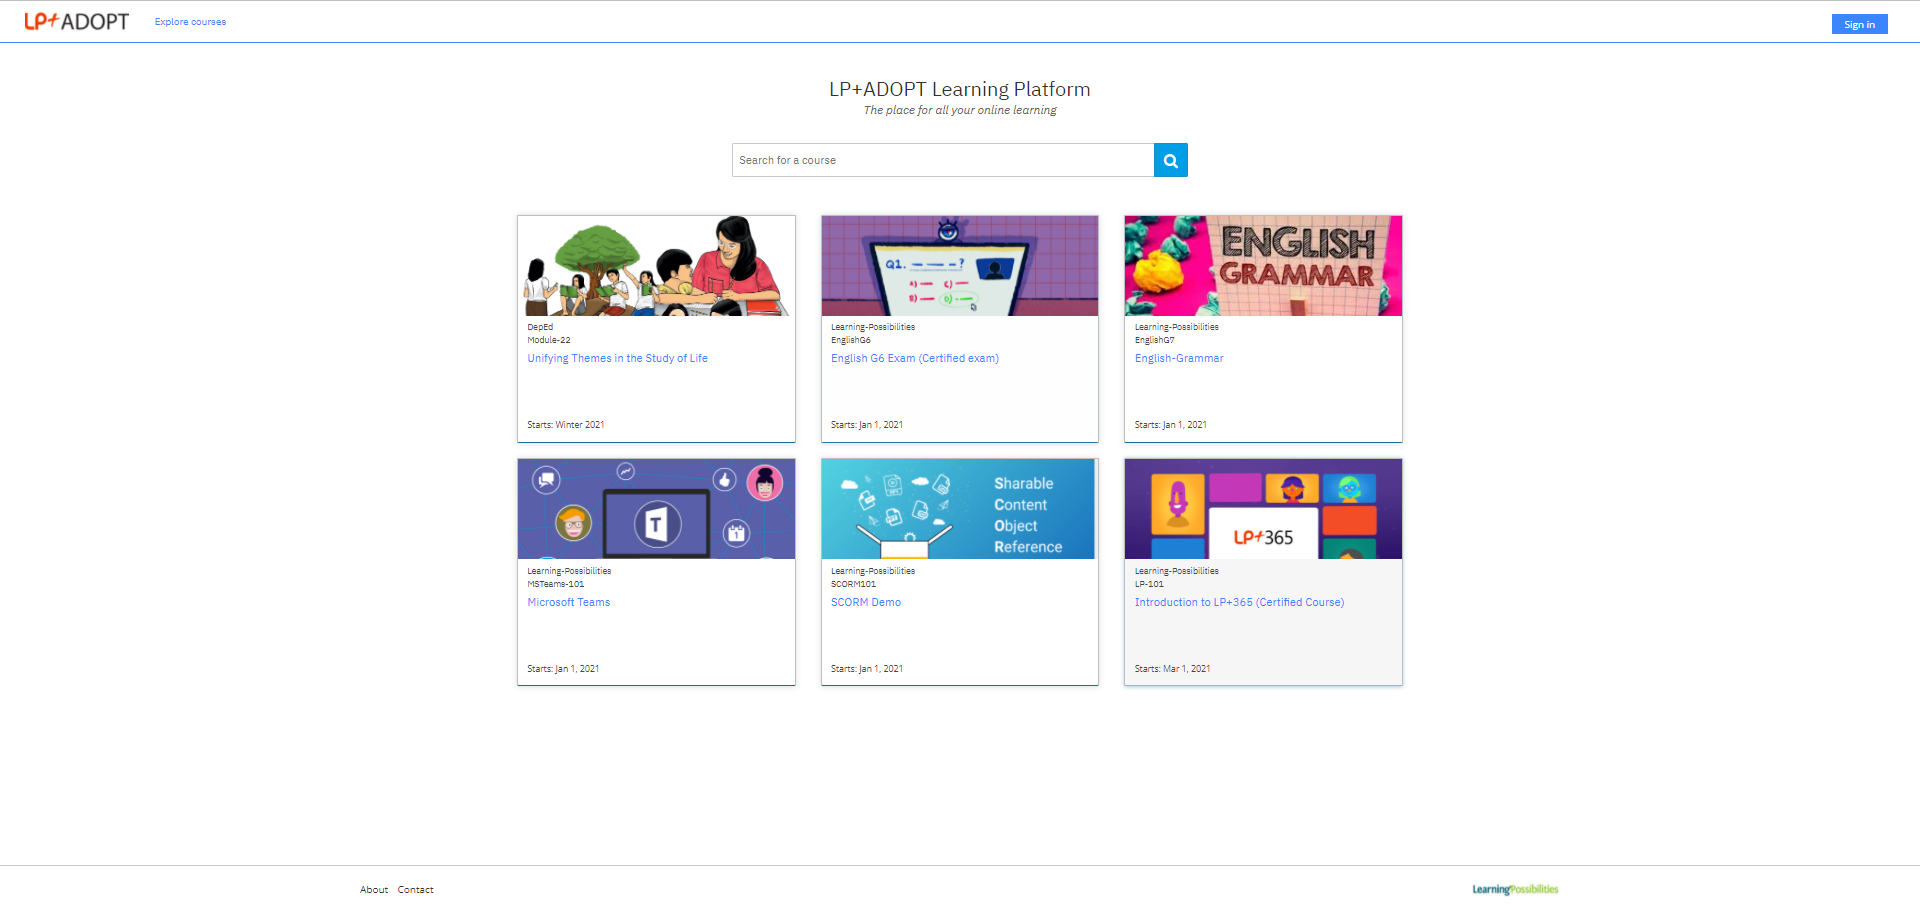 LP+ADOPT
Explore courses
Sign in
LP+ADOPT Learning Platform
The place for all your online learning
Search for a course
Q1. ?
A) C)
B) D)
ENGLISH
GRAMMAR
DepEd
Module-22
Unifying Themes in the Study of Life
Starts: Winter 2021
Learning-Possibilities
EnglishG6
English G6 Exam (Certified exam)
Starts: Jan 1, 2021
Learning-Possibilities
EnglishG7
English-Grammar
Starts: Jan 1, 2021
T
1
Sharable
Content
Object
Reference
LP+365
Learning-Possibilities
MSTeams-101
Microsoft Teams
Starts: Jan 1, 2021
Learning-Possibilities
SCORM101
SCORM Demo
Starts: Jan 1, 2021
Learning-Possibilities
LP-101
Introduction to LP+365 (Certified Course)
Starts: Mar 1, 2021
About Contact
LearningPossibilities